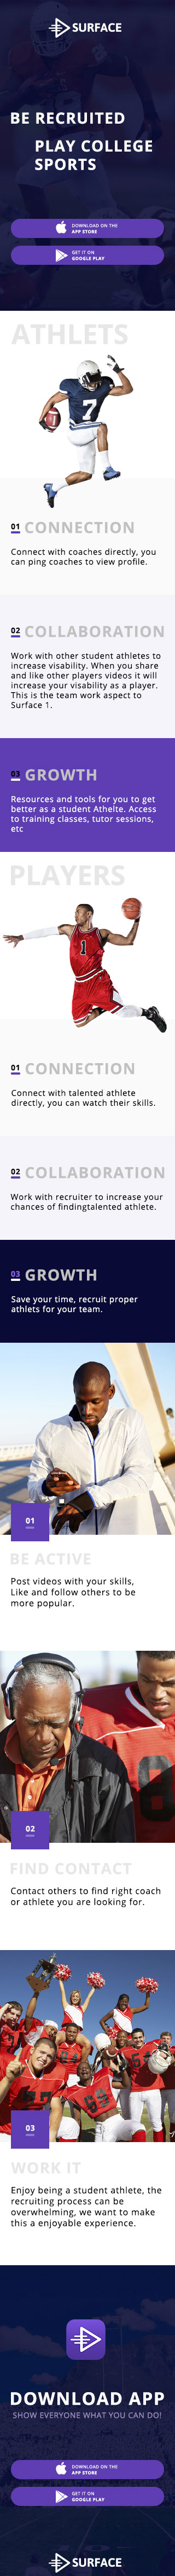 SURFACE
BE RECRUITED
PLAY COLLEGE
SPORTS
DOWNLOAD ON THE
APP STORE
GET IT ON
GOOGLE PLAY
ATHLETS
7
01 CONNECTION
Connect with coaches directly, you
can ping coaches to view profile.
02 COLLABORATION
Work with other student athletes to
increase visability. When you share
and like other players videos it will
increase your visability as a player.
This is the team work aspect to
Surface 1.
03 GROWTH
Resources and tools for you to get
better as a student Athelte. Access
to training classes, tutor sessions,
etc
PLAYERS
1
01 CONNECTION
Connect with talented athlete
directly, you can watch their skills.
02 COLLABORATION
Work with recruiter to increase your
chances of findingtalented athlete.
03 GROWTH
Save your time, recruit proper
athlets for your team.
01
BE ACTIVE
Post videos with your skills,
Like and follow others to be
more popular.
02
FIND CONTACT
Contact others to find right coach
or athlete you are looking for.
03
WORK IT
Enjoy being a student athlete, the
recruiting process can be
overwhelming, we want to make
this a enjoyable experience.
DOWNLOAD APP
SHOW EVERYONE WHAT YOU CAN DO!
DOWNLOAD ON THE
APP STORE
GET IT ON
GOOGLE PLAY
SURFACE